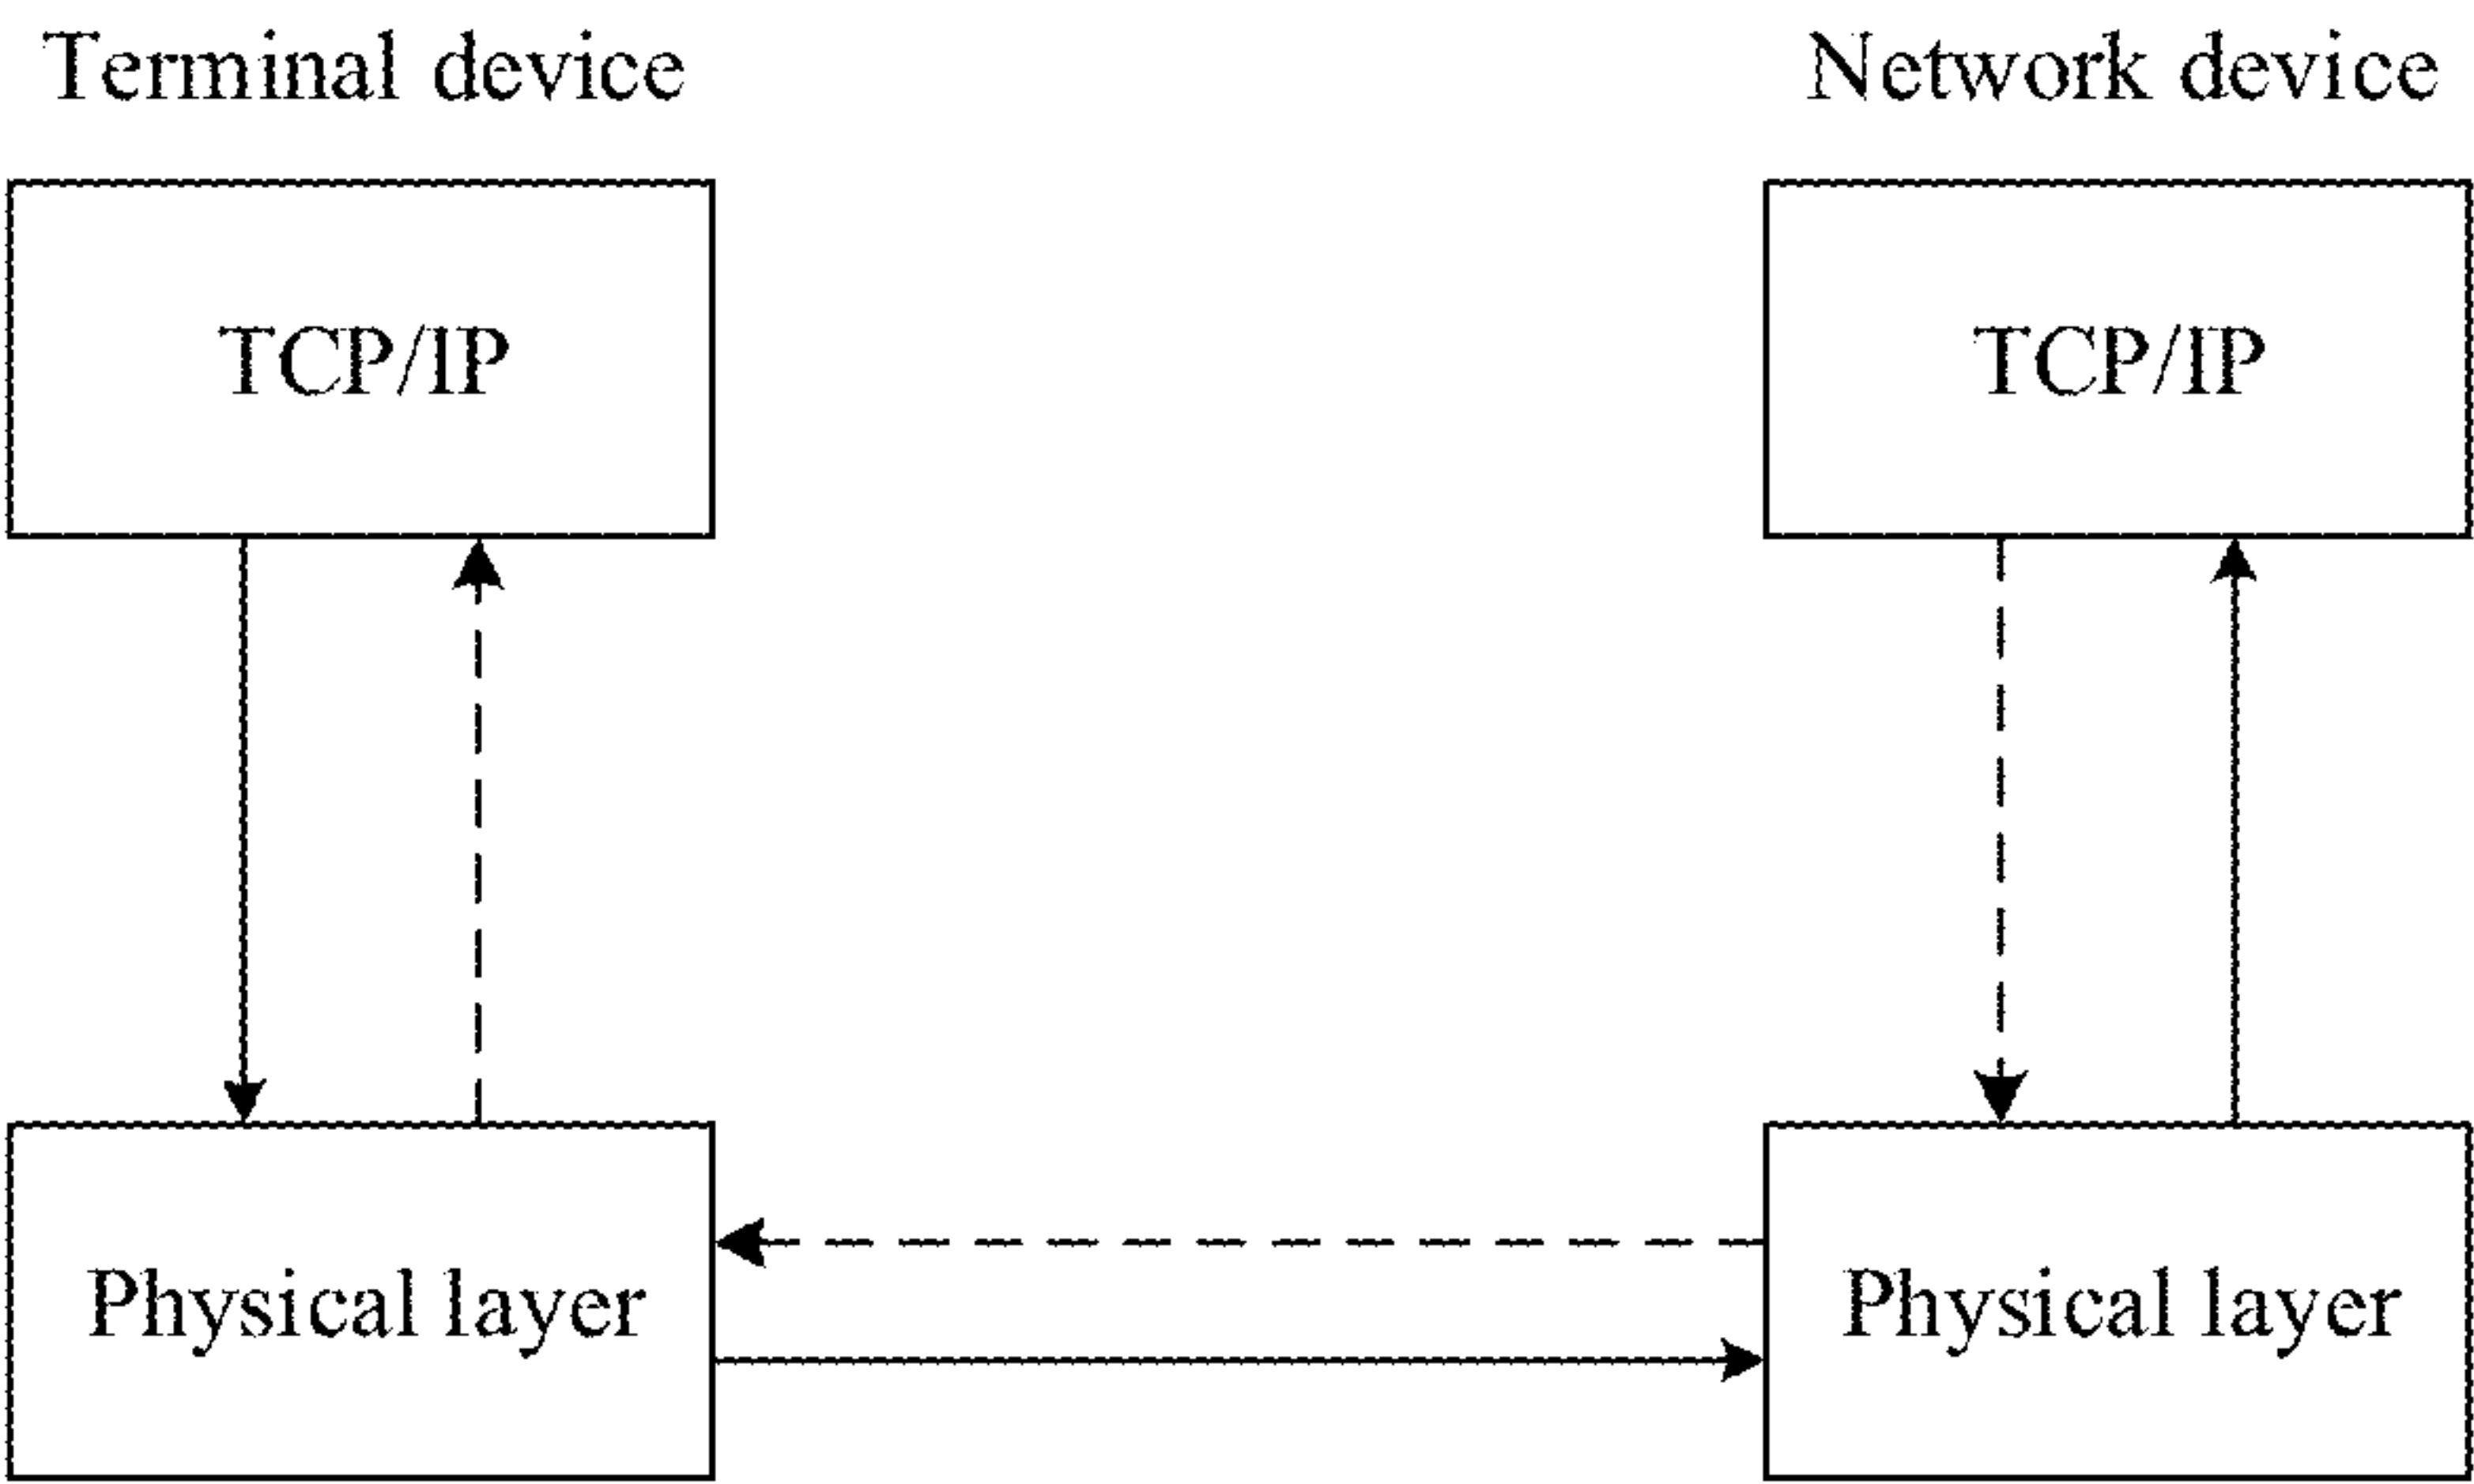 Terminal device
Network device
TCP/IP
TCP/IP
Physical layer
Physical layer